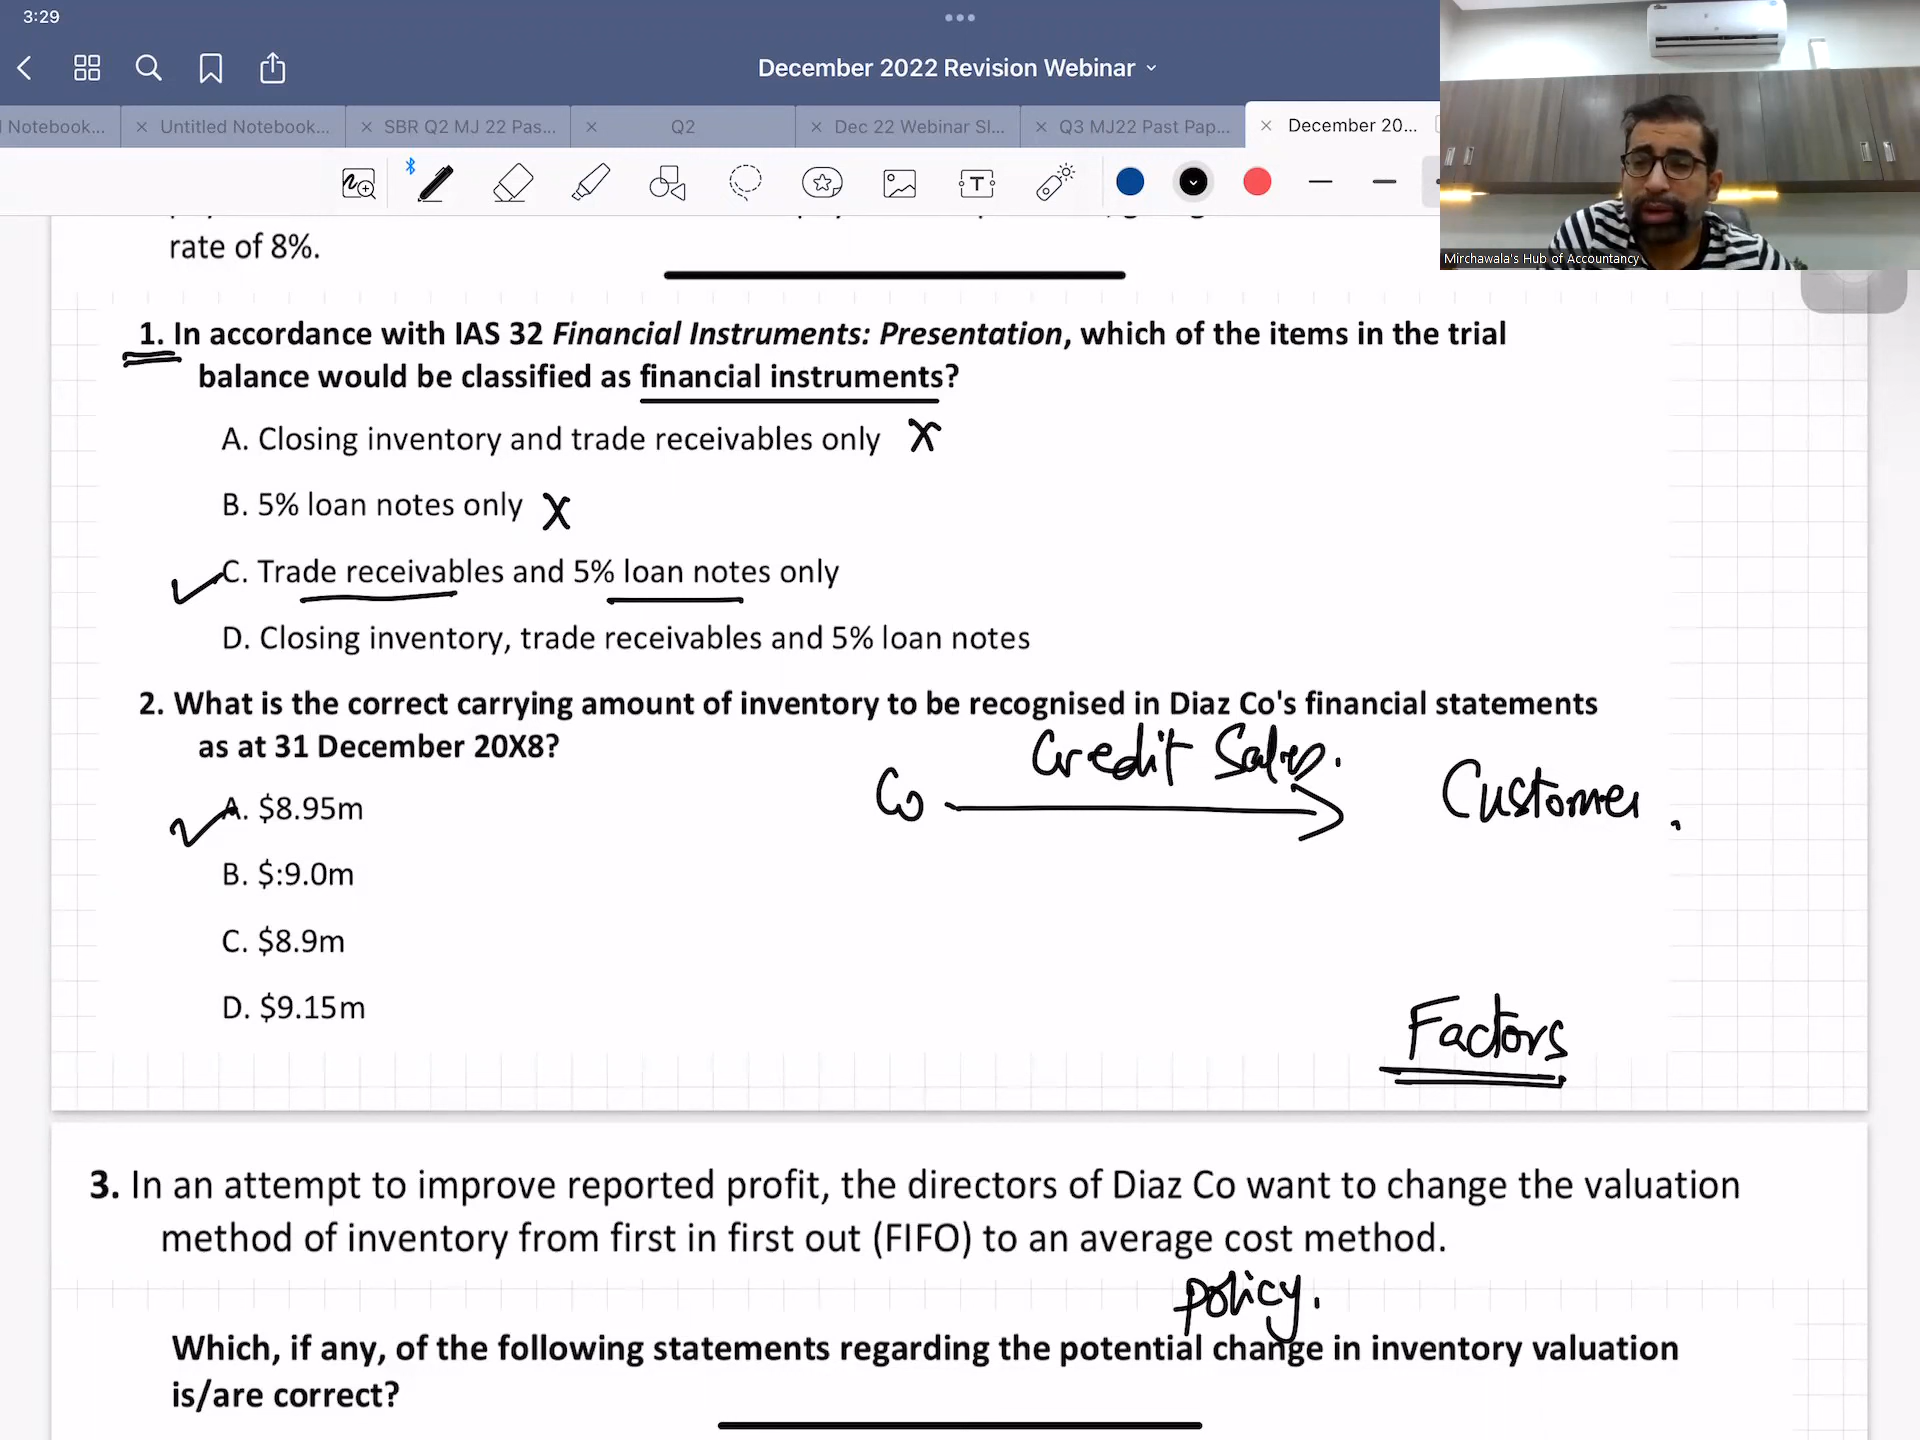 3:29
December 2022 Revision Webinar
Notebook...
Untitled Notebook...
SBR Q2 MJ 22 Pas...
Q2
Dec 22 Webinar Sl...
Q3 MJ22 Past Pap...
December 20...
Mirchawala's Hub of Accountancy
rate of 8%.
1. In accordance with IAS 32 Financial Instruments: Presentation, which of the items in the trial
balance would be classified as financial instruments?
A. Closing inventory and trade receivables only X
B. 5% loan notes only X
C. Trade receivables and 5% loan notes only
D. Closing inventory, trade receivables and 5% loan notes
2. What is the correct carrying amount of inventory to be recognised in Diaz Co's financial statements
as at 31 December 20X8?
Credit Sales.
Co
Customer.
A. $8.95m
B. $:9.0m
C. $8.9m
D. $9.15m
Factors
3. In an attempt to improve reported profit, the directors of Diaz Co want to change the valuation
method of inventory from first in first out (FIFO) to an average cost method.
policy.
Which, if any, of the following statements regarding the potential change in inventory valuation
is/are correct?